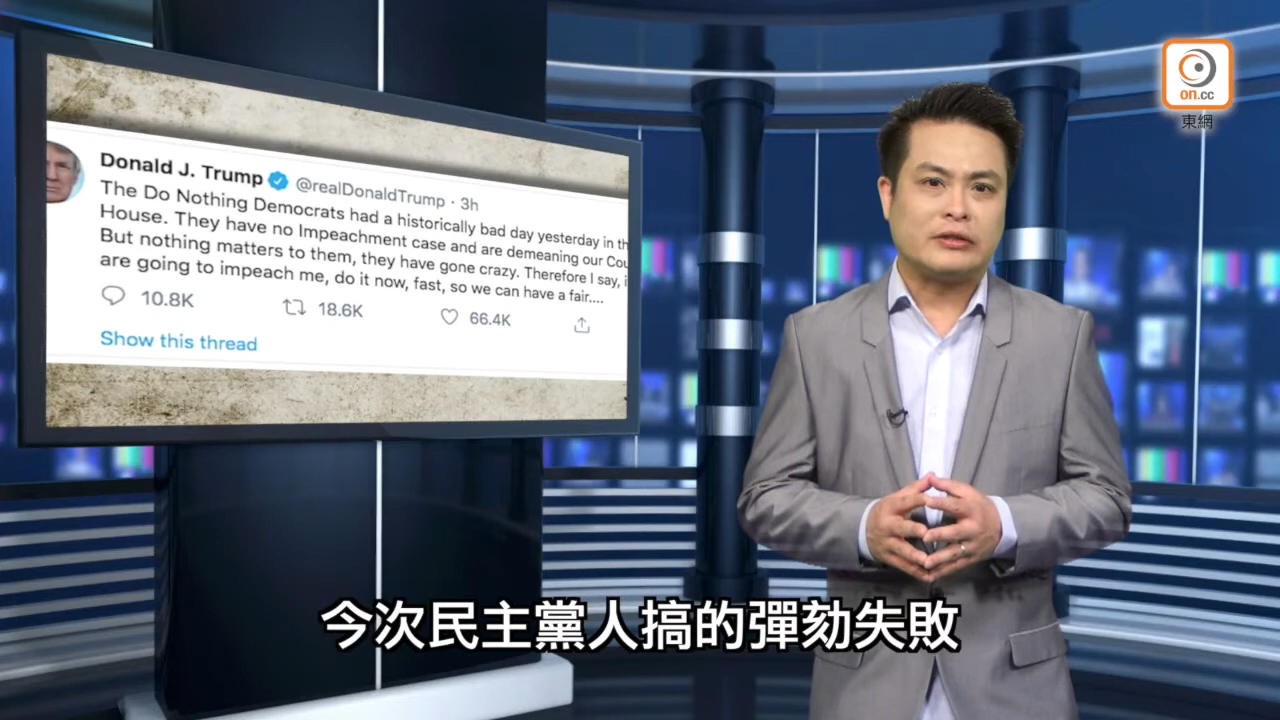 Donald J. Trump @realDonaldTrump · 3h
The Do Nothing Democrats had a historically bad day yesterday in th
House. They have no Impeachment case and are demeaning our Cou
But nothing matters to them, they have gone crazy. Therefore I say, i
are going to impeach me, do it now, fast, so we can have a fair....
10.8K 18.6K 66.4K
Show this thread
on.cc
東網
今次民主黨人搞的彈劾失敗